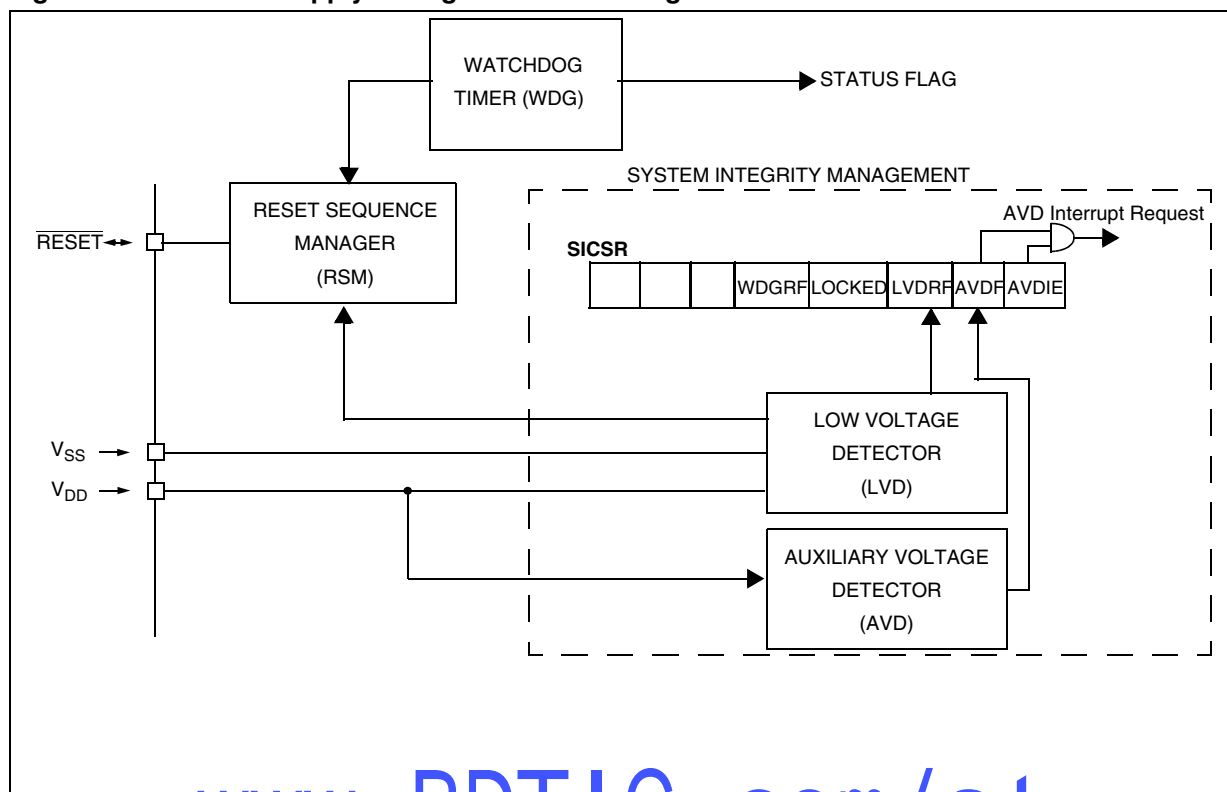 WATCHDOG
TIMER (WDG)
STATUS FLAG
SYSTEM INTEGRITY MANAGEMENT
RESET SEQUENCE
MANAGER
(RSM)
RESET
AVD Interrupt Request
SICSR
WDGRF LOCKED LVDRF AVDF AVDIE
LOW VOLTAGE
DETECTOR
(LVD)
VSS
VDD
AUXILIARY VOLTAGE
DETECTOR
(AVD)